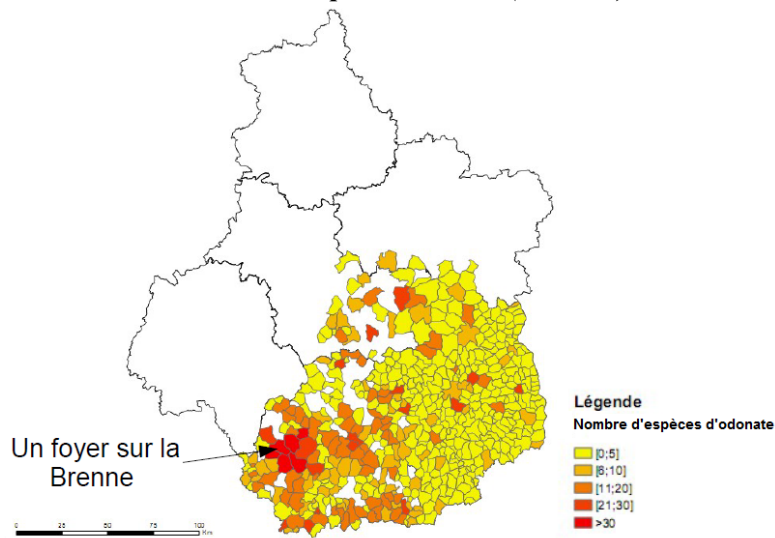 Un foyer sur la
Brenne
Légende
Nombre d'espèces d'odonate
[0;5]
[6;10]
[11;20]
[21;30]
>30
0 25 50 75 100
Km